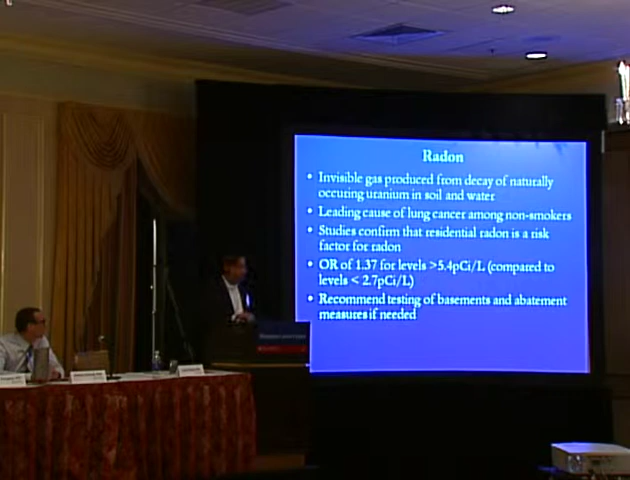 Radon
• Invisible gas produced from decay of naturally
occuring uranium in soil and water
• Leading cause of lung cancer among non-smokers
• Studies confirm that residential radon is a risk
factor for radon
• OR of 1.37 for levels >5.4pCi/L (compared to
levels < 2.7pCi/L)
• Recommend testing of basements and abatement
measures if needed